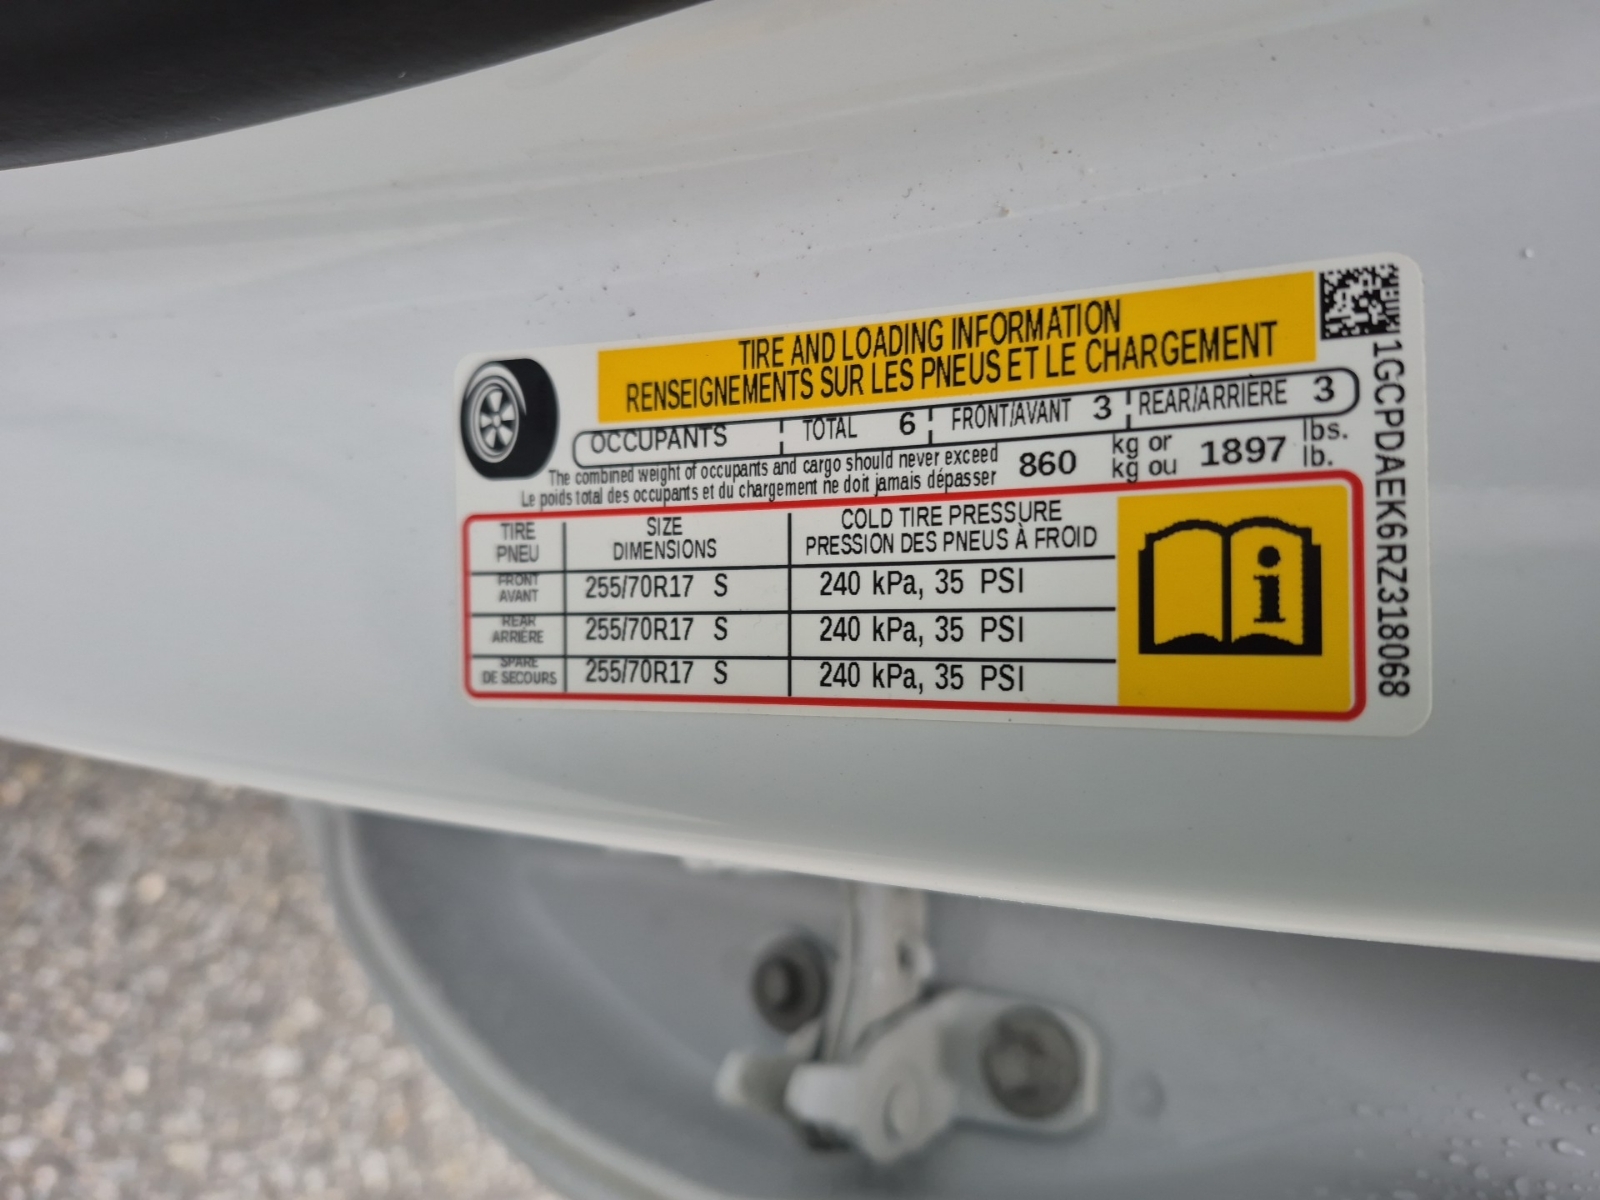 TIRE AND LOADING INFORMATION
RENSEIGNEMENTS SUR LES PNEUS ET LE CHARGEMENT
OCCUPANTS TOTAL 6 FRONT/AVANT 3 REAR/ARRIÈRE 3
The combined weight of occupants and cargo should never exceed 860 kg or 1897 lbs.
Le poids total des occupants et du chargement ne doit jamais dépasser kg ou lb.
TIRE SIZE COLD TIRE PRESSURE
PNEU DIMENSIONS PRESSION DES PNEUS À FROID
FRONT
AVANT 255/70R17 S 240 kPa, 35 PSI
REAR
ARRIÈRE 255/70R17 S 240 kPa, 35 PSI
SPARE
DE SECOURS 255/70R17 S 240 kPa, 35 PSI
1GCPDAEK6RZ318068